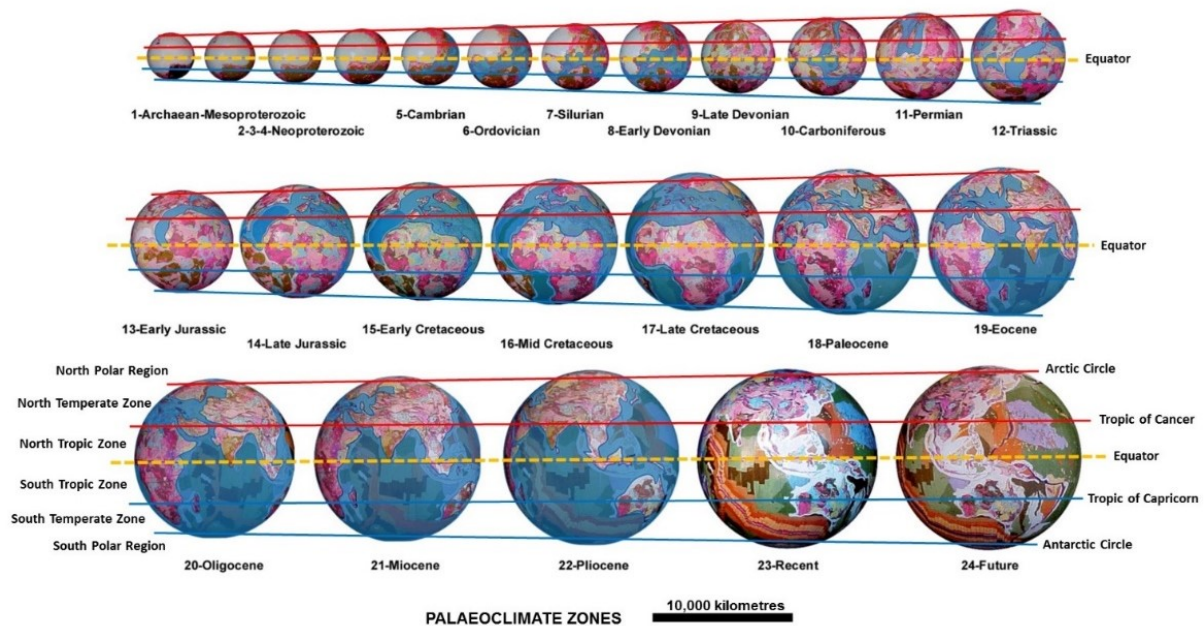 Equator
1-Archaean-Mesoproterozoic
2-3-4-Neoproterozoic
5-Cambrian
6-Ordovician
7-Silurian
8-Early Devonian
9-Late Devonian
10-Carboniferous
11-Permian
12-Triassic
Equator
13-Early Jurassic
14-Late Jurassic
15-Early Cretaceous
16-Mid Cretaceous
17-Late Cretaceous
18-Paleocene
19-Eocene
North Polar Region
Arctic Circle
North Temperate Zone
Tropic of Cancer
North Tropic Zone
Equator
South Tropic Zone
Tropic of Capricorn
South Temperate Zone
South Polar Region
Antarctic Circle
20-Oligocene
21-Miocene
22-Pliocene
23-Recent
24-Future
PALAEOCLIMATE ZONES
10,000 kilometres